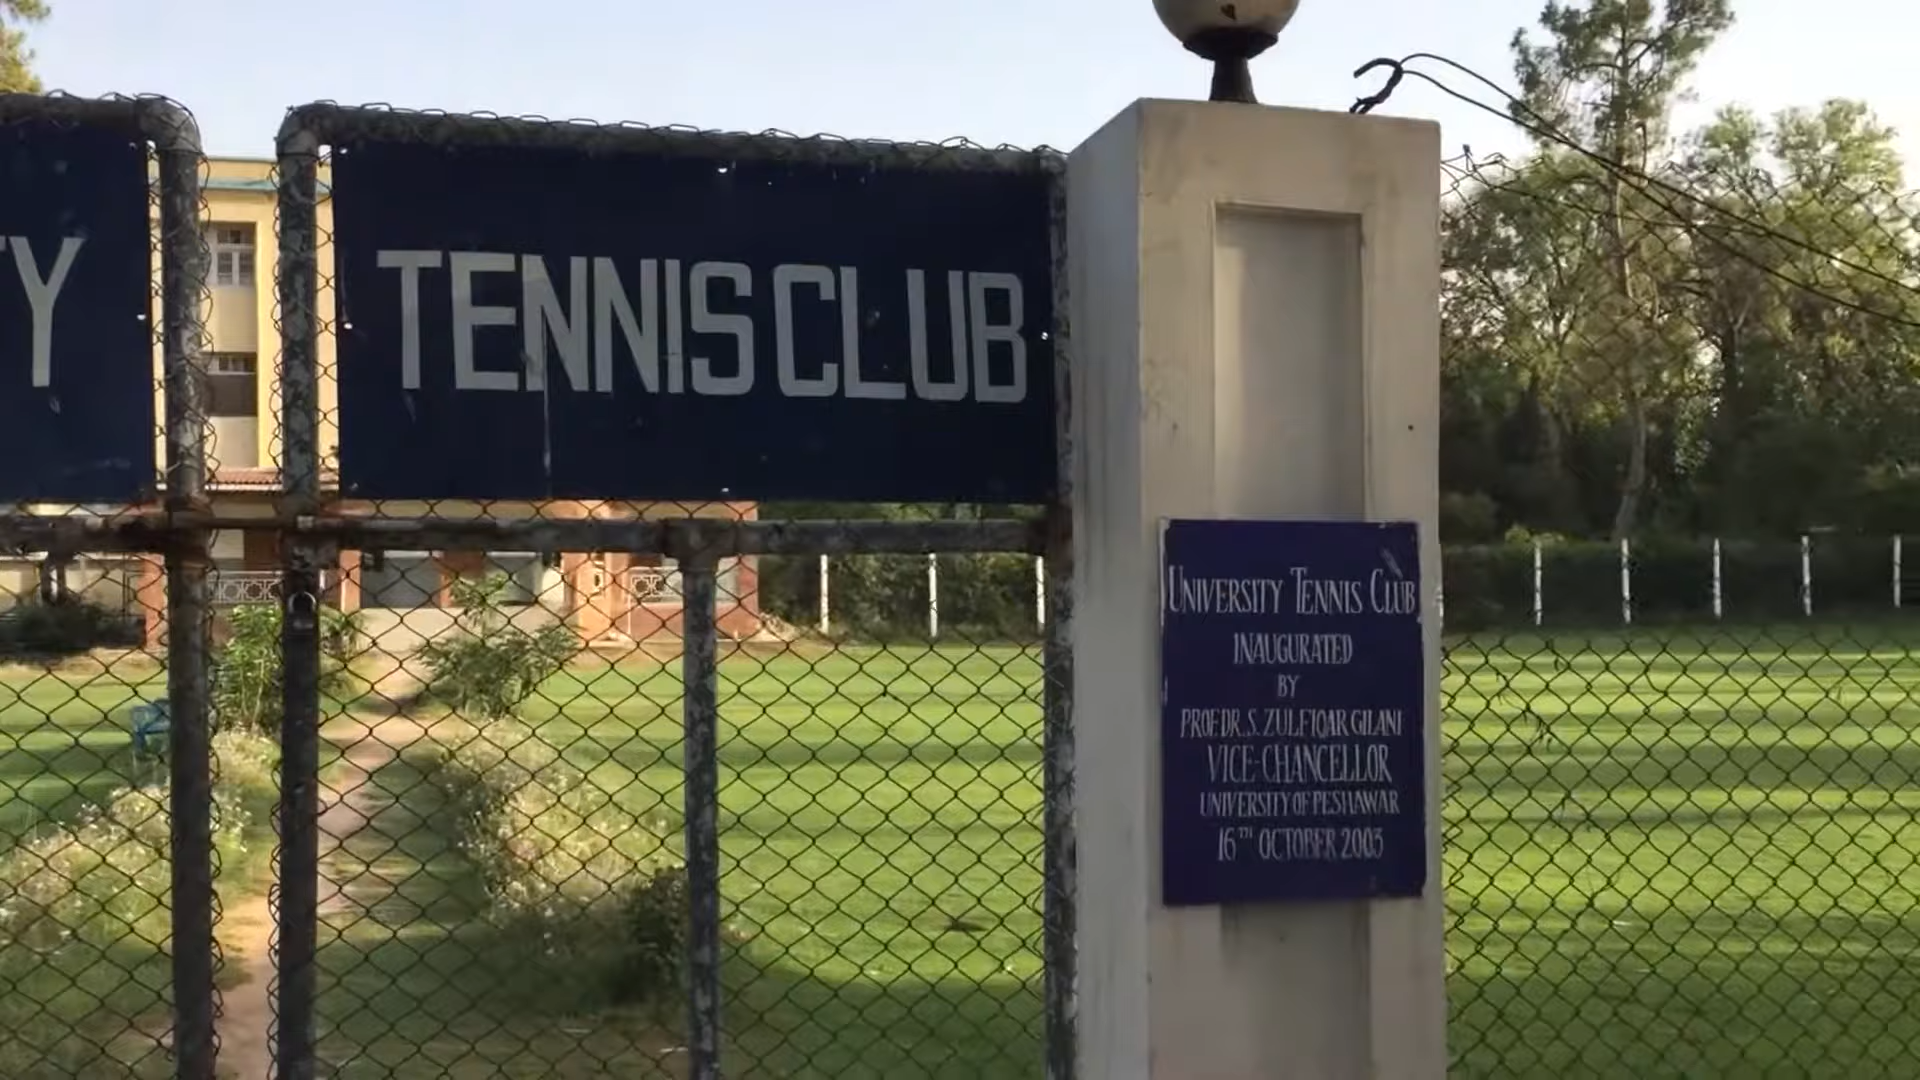 TY
TENNIS CLUB
UNIVERSITY TENNIS CLUB
INAUGURATED
BY
PROF.DR.S.ZULFIQAR GILANI
VICE-CHANCELLOR
UNIVERSITY OF PESHAWAR
16TH OCTOBER 2003